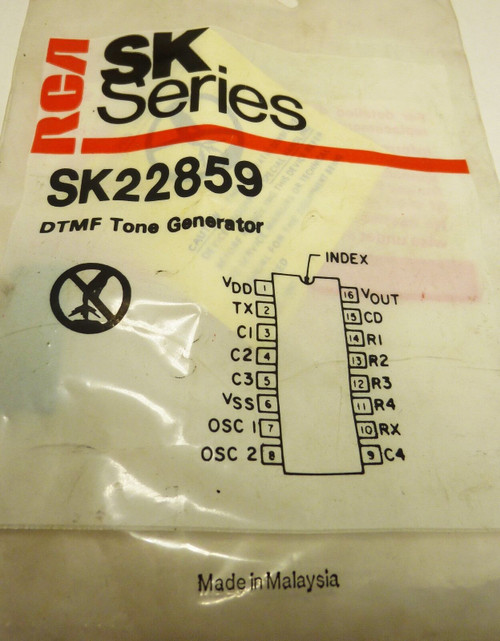 RCA
SK
Series
SK22859
DTMF Tone Generator
INDEX
VDD 1
16 VOUT
TX 2
15 CD
C1 3
14 R1
C2 4
13 R2
C3 5
12 R3
VSS 6
11 R4
OSC 1 7
10 RX
OSC 2 8
9 C4
Made in Malaysia